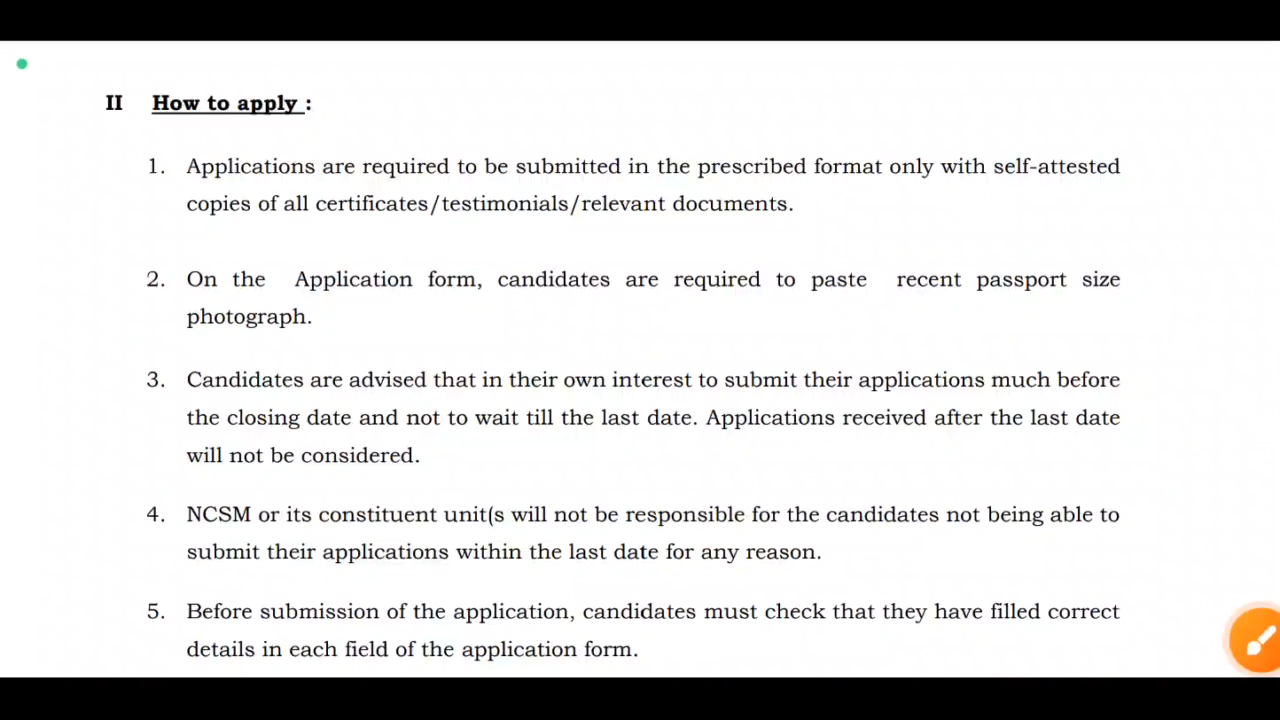 II How to apply :
1. Applications are required to be submitted in the prescribed format only with self-attested
copies of all certificates/testimonials/relevant documents.
2. On the Application form, candidates are required to paste recent passport size
photograph.
3. Candidates are advised that in their own interest to submit their applications much before
the closing date and not to wait till the last date. Applications received after the last date
will not be considered.
4. NCSM or its constituent unit(s will not be responsible for the candidates not being able to
submit their applications within the last date for any reason.
5. Before submission of the application, candidates must check that they have filled correct
details in each field of the application form.